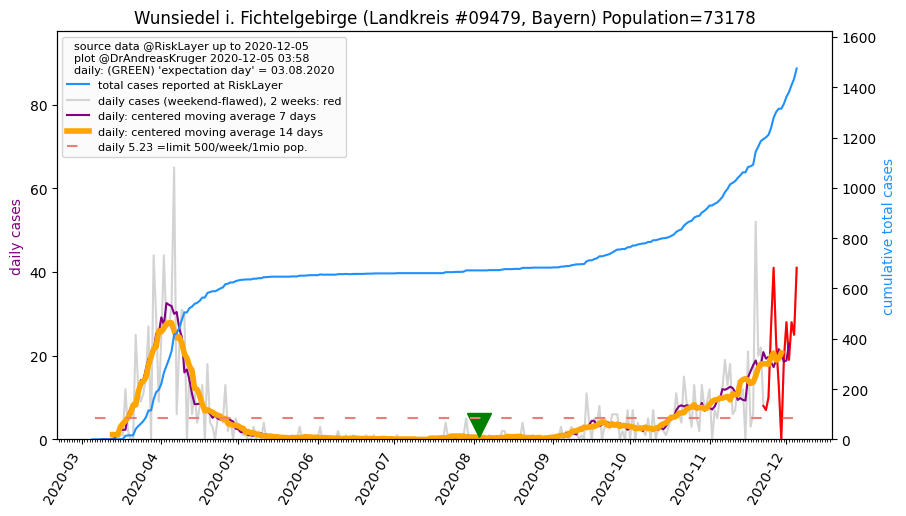 Wunsiedel i. Fichtelgebirge (Landkreis #09479, Bayern) Population=73178
source data @RiskLayer up to 2020-12-05
plot @DrAndreasKruger 2020-12-05 03:58
daily: (GREEN) 'expectation day' = 03.08.2020
total cases reported at RiskLayer
daily cases (weekend-flawed), 2 weeks: red
daily: centered moving average 7 days
daily: centered moving average 14 days
daily 5.23 =limit 500/week/1mio pop.
daily cases
80
60
40
20
0
cumulative total cases
1600
1400
1200
1000
800
600
400
200
0
2020-03
2020-04
2020-05
2020-06
2020-07
2020-08
2020-09
2020-10
2020-11
2020-12